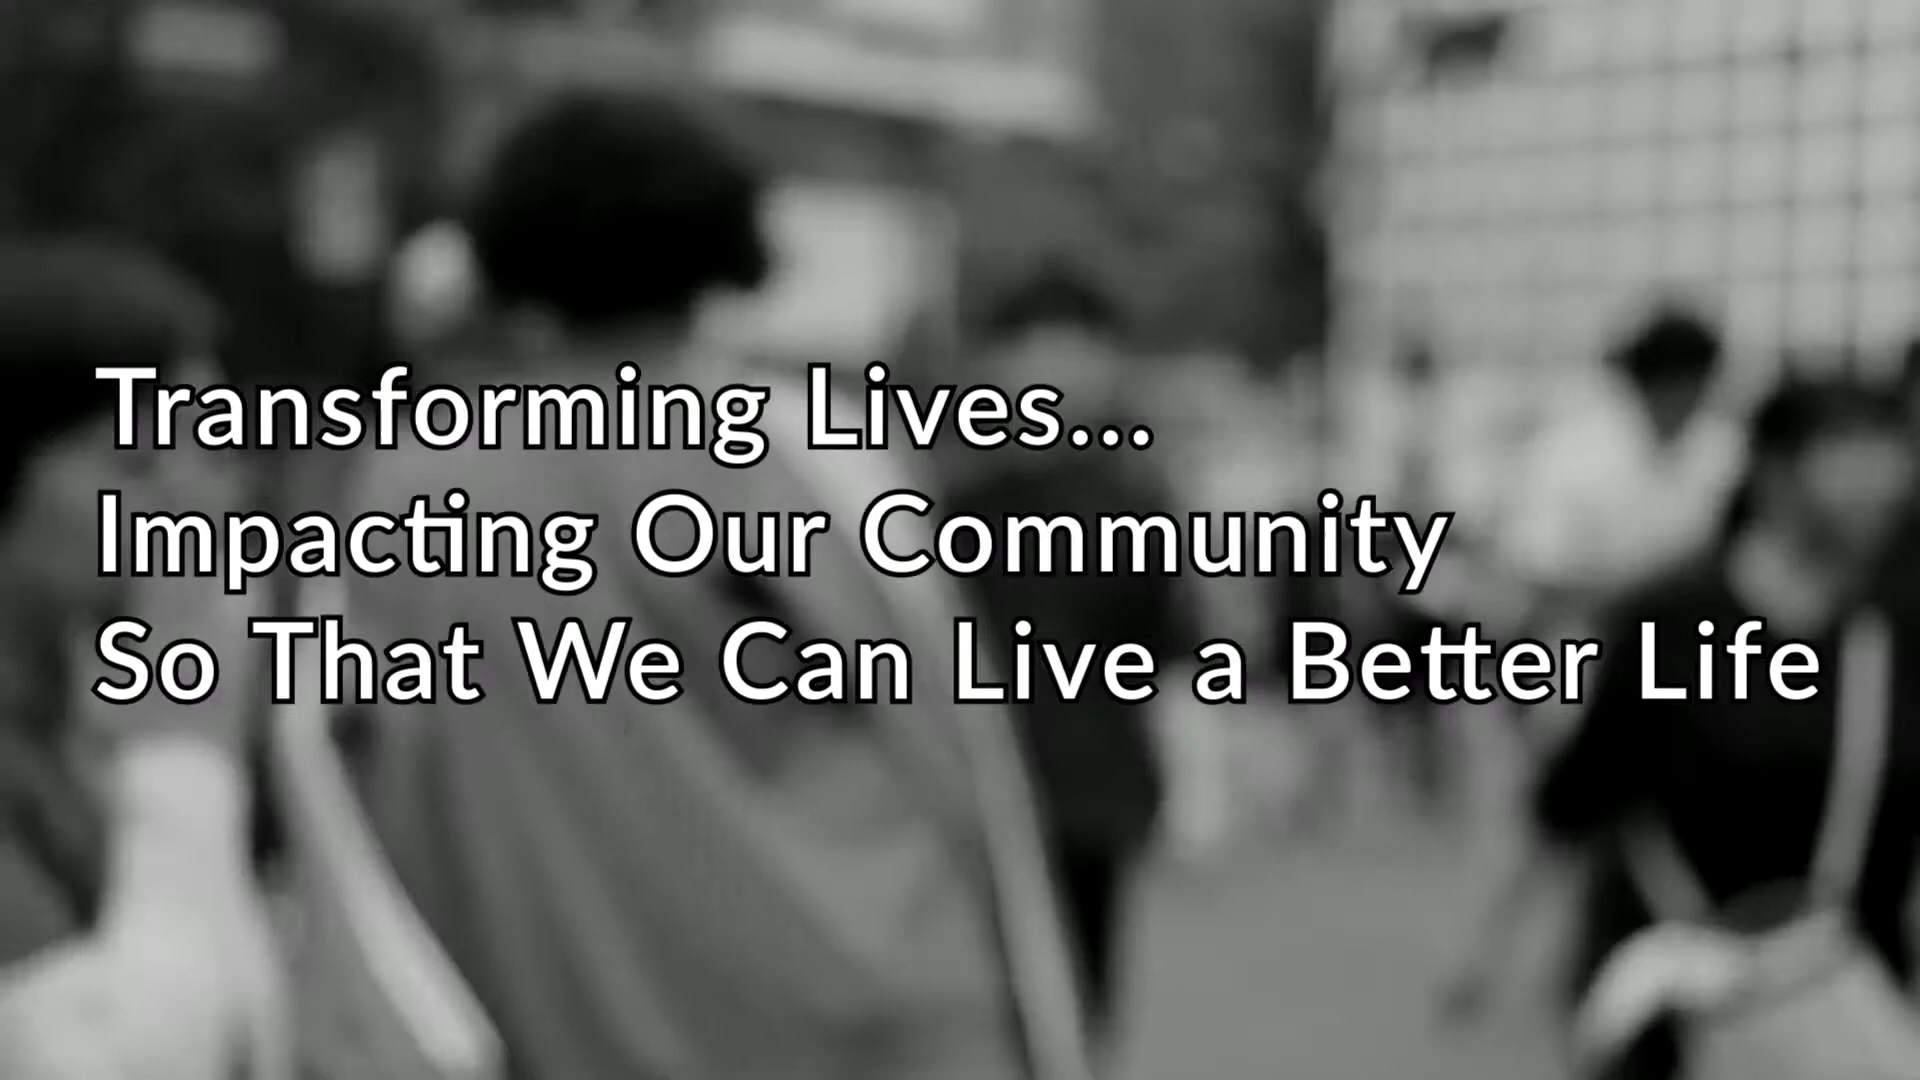 Transforming Lives...
Impacting Our Community
So That We Can Live a Better Life